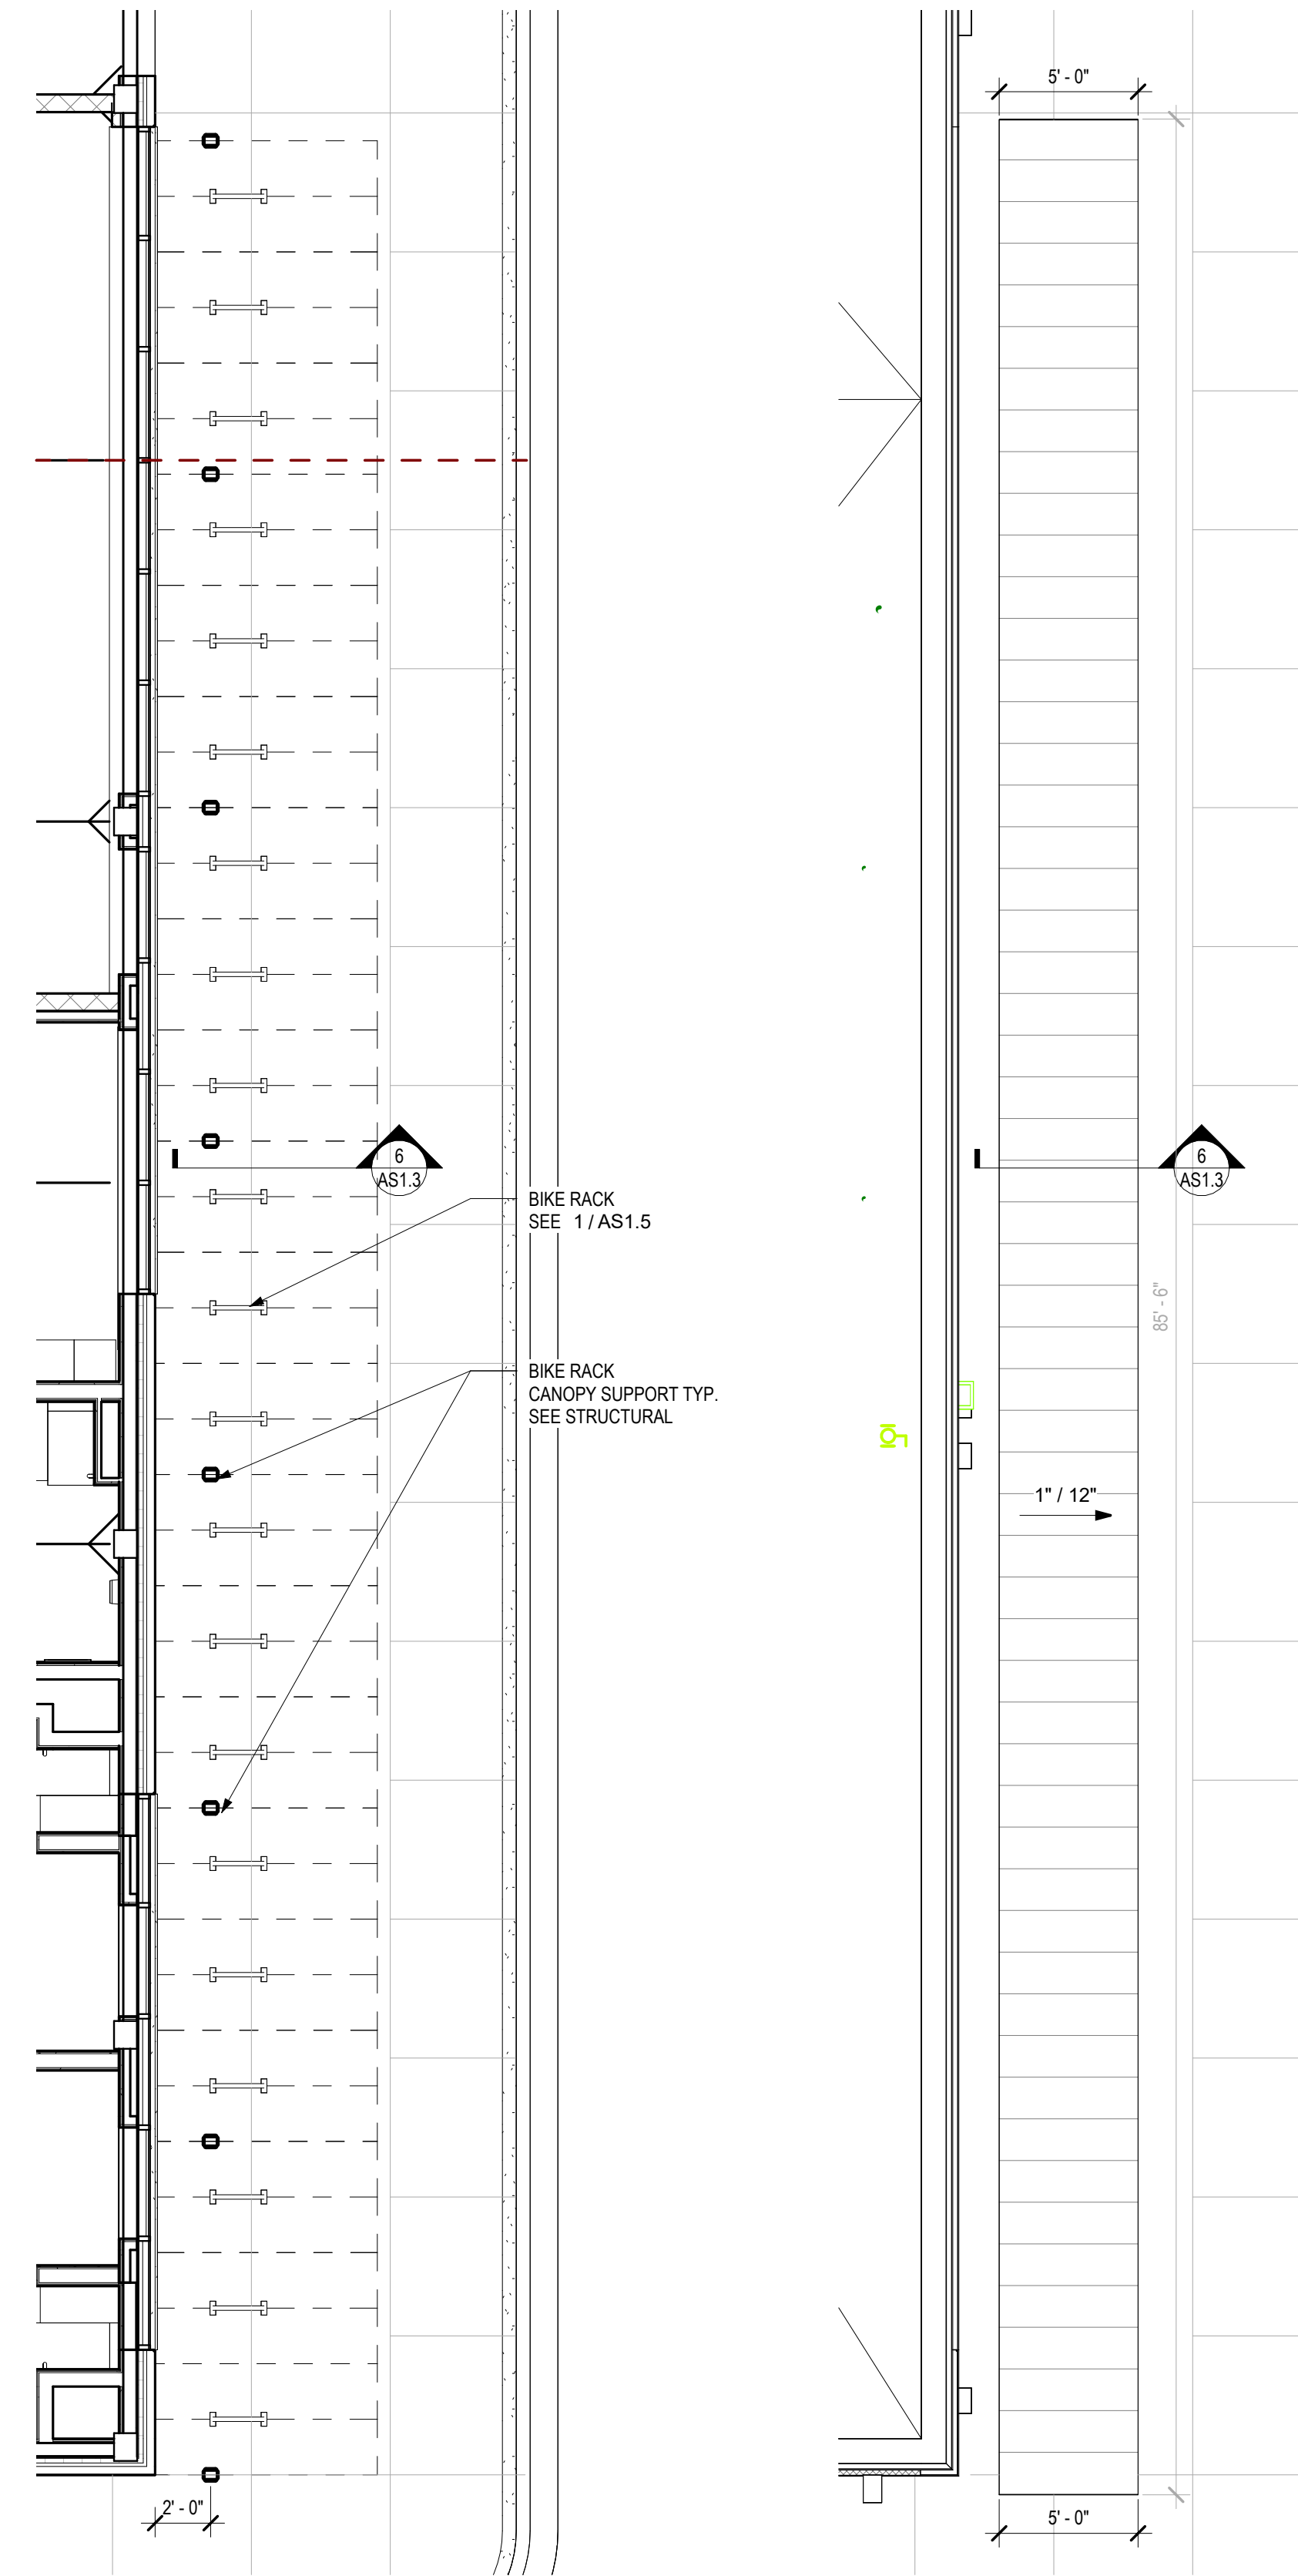 5' - 0"
6
AS1.3
6
AS1.3
BIKE RACK
SEE 1 / AS1.5
85' - 6"
BIKE RACK
CANOPY SUPPORT TYP.
SEE STRUCTURAL
1" / 12"
2' - 0"
5' - 0"